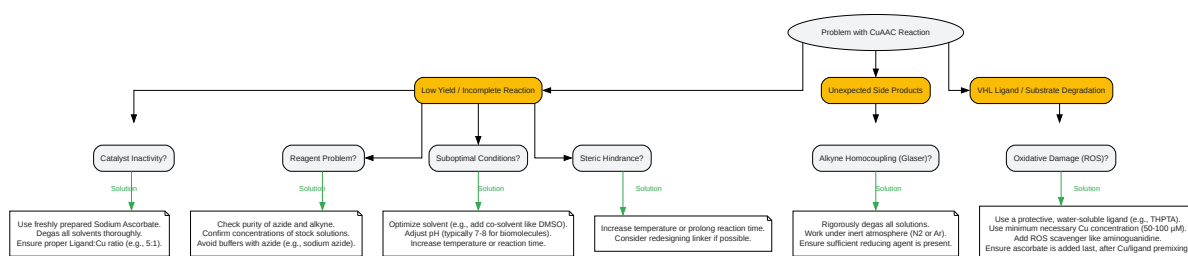 Problem with CuAAC Reaction
Low Yield / Incomplete Reaction
Unexpected Side Products
VHL Ligand / Substrate Degradation
Catalyst Inactivity?
Reagent Problem?
Suboptimal Conditions?
Steric Hindrance?
Alkyne Homocoupling (Glaser)?
Oxidative Damage (ROS)?
Solution
Solution
Solution
Solution
Solution
Solution
Use freshly prepared Sodium Ascorbate.
Degas all solvents thoroughly.
Ensure proper Ligand:Cu ratio (e.g., 5:1).
Check purity of azide and alkyne.
Confirm concentrations of stock solutions.
Avoid buffers with azide (e.g., sodium azide).
Optimize solvent (e.g., add co-solvent like DMSO).
Adjust pH (typically 7-8 for biomolecules).
Increase temperature or reaction time.
Increase temperature or prolong reaction time.
Consider redesigning linker if possible.
Rigorously degas all solutions.
Work under inert atmosphere (N2 or Ar).
Ensure sufficient reducing agent is present.
Use a protective, water-soluble ligand (e.g., THPTA).
Use minimum necessary Cu concentration (50-100 µM).
Add ROS scavenger like aminoguanidine.
Ensure ascorbate is added last, after Cu/ligand premixing.